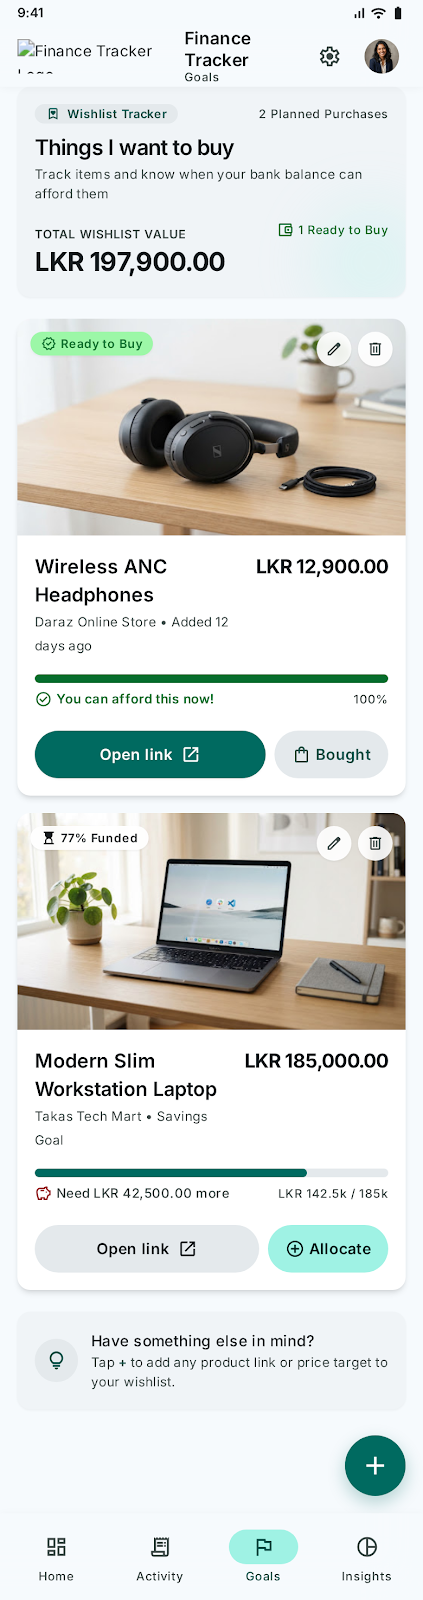 9:41
Finance Tracker
Finance
Tracker
Goals
Wishlist Tracker
2 Planned Purchases
Things I want to buy
Track items and know when your bank balance can
afford them
TOTAL WISHLIST VALUE
1 Ready to Buy
LKR 197,900.00
Ready to Buy
Wireless ANC
Headphones
LKR 12,900.00
Daraz Online Store • Added 12
days ago
You can afford this now!
100%
Open link
Bought
77% Funded
Modern Slim
Workstation Laptop
LKR 185,000.00
Takas Tech Mart • Savings
Goal
Need LKR 42,500.00 more
LKR 142.5k / 185k
Open link
Allocate
Have something else in mind?
Tap + to add any product link or price target to
your wishlist.
Home
Activity
Goals
Insights